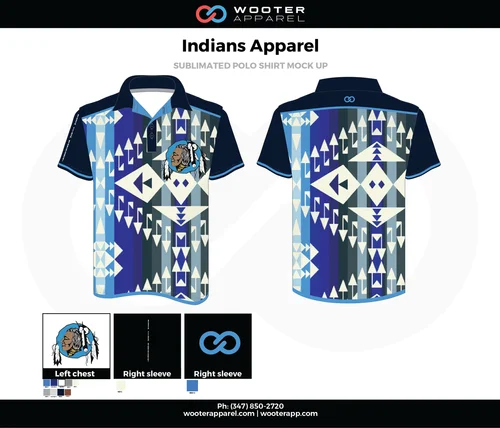 WOOTER
APPAREL
Indians Apparel
SUBLIMATED POLO SHIRT MOCK UP
Left chest
Right sleeve
Right sleeve
Ph: (347) 850-2720
wooterapparel.com | wooterapp.com